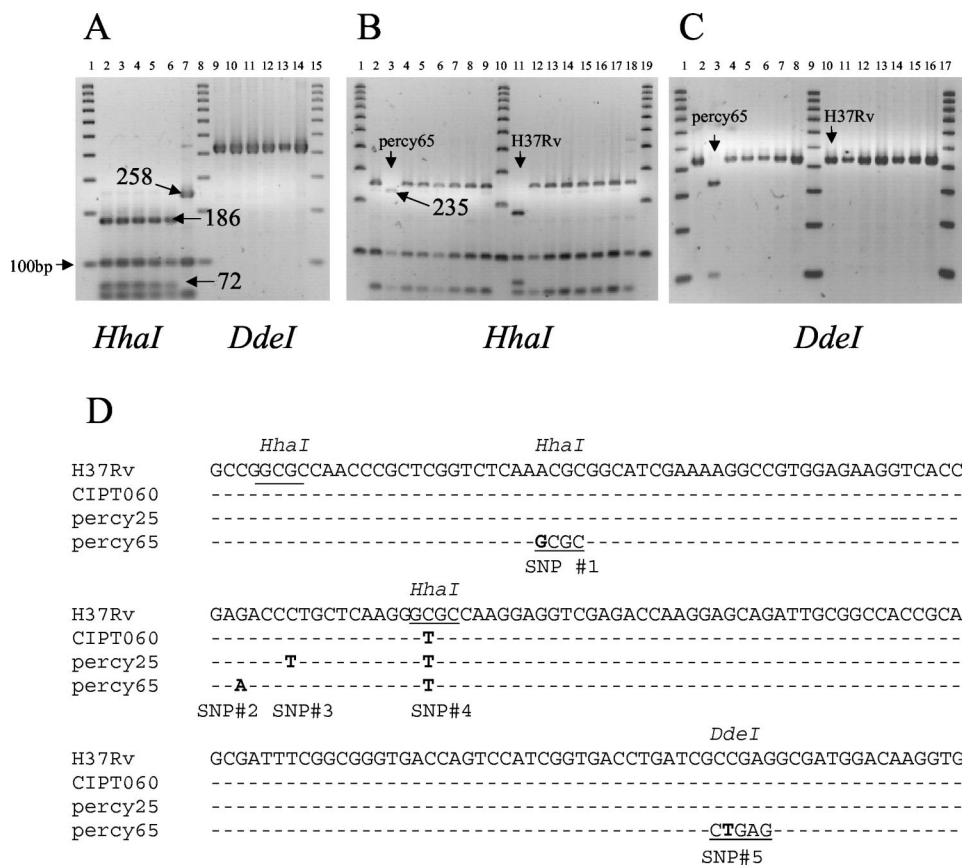 A B C
1 2 3 4 5 6 7 8 9 10 11 12 13 14 15
1 2 3 4 5 6 7 8 9 10 11 12 13 14 15 16 17 18 19
1 2 3 4 5 6 7 8 9 10 11 12 13 14 15 16 17
percy65 H37Rv
percy65 H37Rv
258
186
235
100bp
72
HhaI DdeI HhaI DdeI
D
HhaI HhaI
H37Rv GCCGGCGCCAACCCGCTCGGTCTCAAACGCGGCATCGAAAAGGCCGTGGAGAAGGTCACC
CIPT060 ------------------------------------------------------------
percy25 ------------------------------------------------------------
percy65 --------------------------GCGC------------------------------
SNP #1
HhaI
H37Rv GAGACCCTGCTCAAGGGCGCCAAGGAGGTCGAGACCAAGGAGCAGATTGCGGCCACCGCA
CIPT060 -----------------T------------------------------------------
percy25 ------T----------T------------------------------------------
percy65 --A--------------T------------------------------------------
SNP#2 SNP#3 SNP#4
DdeI
H37Rv GCGATTTCGGCGGGTGACCAGTCCATCGGTGACCTGATCGCCGAGGCGATGGACAAGGTG
CIPT060 ------------------------------------------------------------
percy25 ------------------------------------------------------------
percy65 ----------------------------------------CTGAG---------------
SNP#5